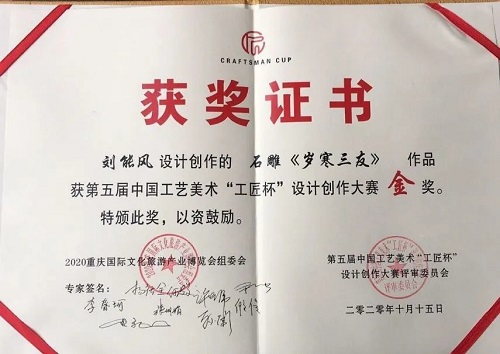 CRAFTSMAN CUP
获奖证书
刘能风 设计创作的 石雕《岁寒三友》 作品
获第五届中国工艺美术“工匠杯”设计创作大赛 金 奖。
特颁此奖，以资鼓励。
2020重庆国际文化旅游产业博览会组委会
第五届中国工艺美术“工匠杯”
设计创作大赛评审委员会
专家签名：
二〇二〇年十月十五日